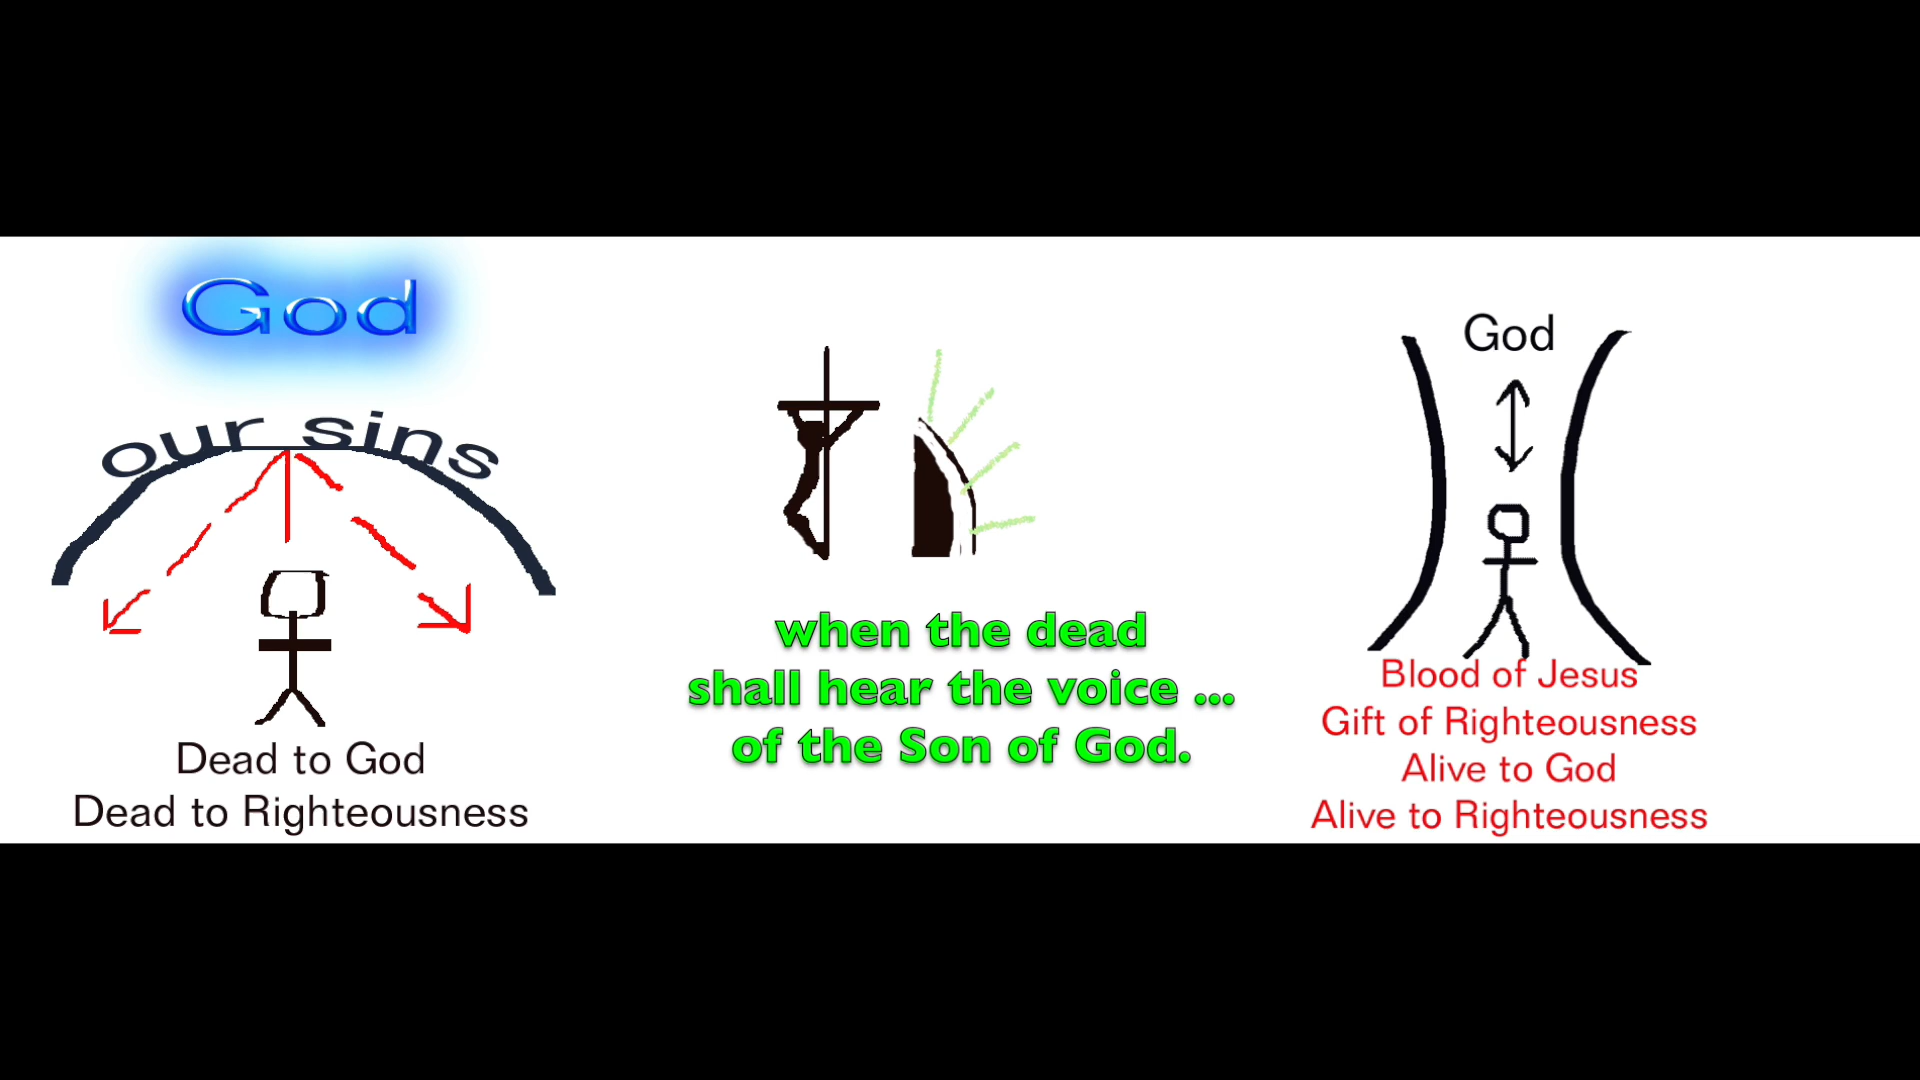 God
our sins
Dead to God
Dead to Righteousness
when the dead
shall hear the voice ...
of the Son of God.
God
Blood of Jesus
Gift of Righteousness
Alive to God
Alive to Righteousness